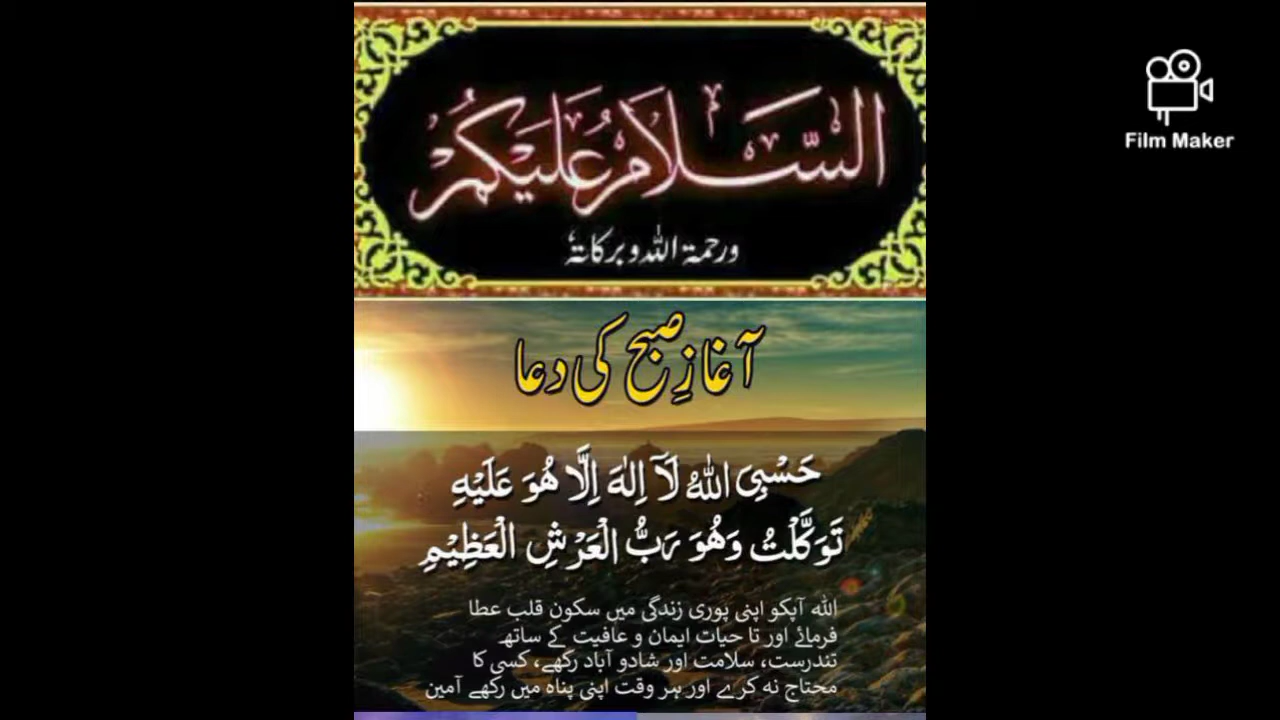 السَّلَامُ عَلَيْكُمْ
ورحمۃ اللہ وبرکاتہٗ
Film Maker
آغازِ صبح کی دعا
حَسْبِیَ اللّٰهُ لَآ اِلٰهَ اِلَّا هُوَ عَلَيْهِ
تَوَكَّلْتُ وَهُوَ رَبُّ الْعَرْشِ الْعَظِيْمِ
اللہ آپکو اپنی پوری زندگی میں سکون قلب عطا
فرمائے اور تا حیات ایمان و عافیت کے ساتھ
تندرست، سلامت اور شادو آباد رکھے، کسی کا
محتاج نہ کرے اور ہر وقت اپنی پناہ میں رکھے آمین